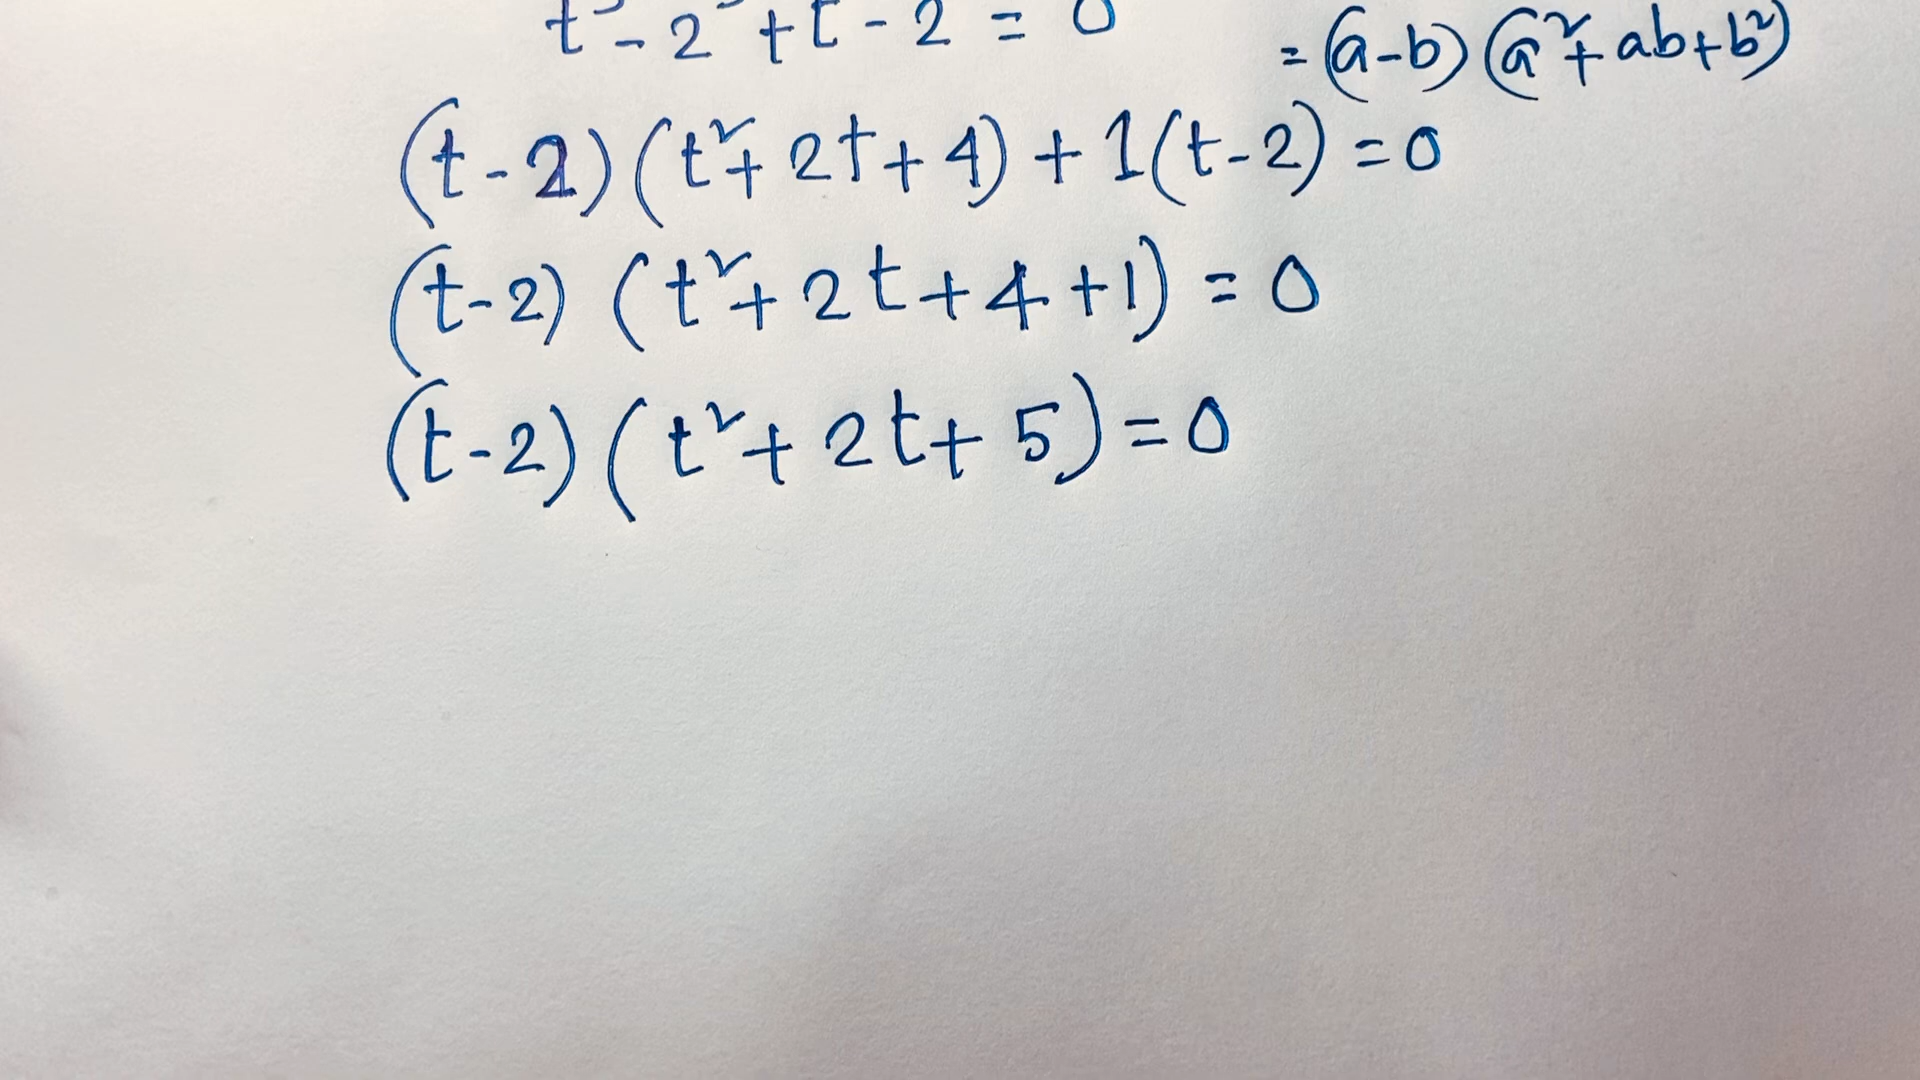 t³ - 2³ + t - 2 = 0
= (a-b) (a² + ab + b²)
(t - 2) (t² + 2t + 4) + 1(t - 2) = 0
(t-2) (t² + 2t + 4 + 1) = 0
(t-2) (t² + 2t + 5) = 0